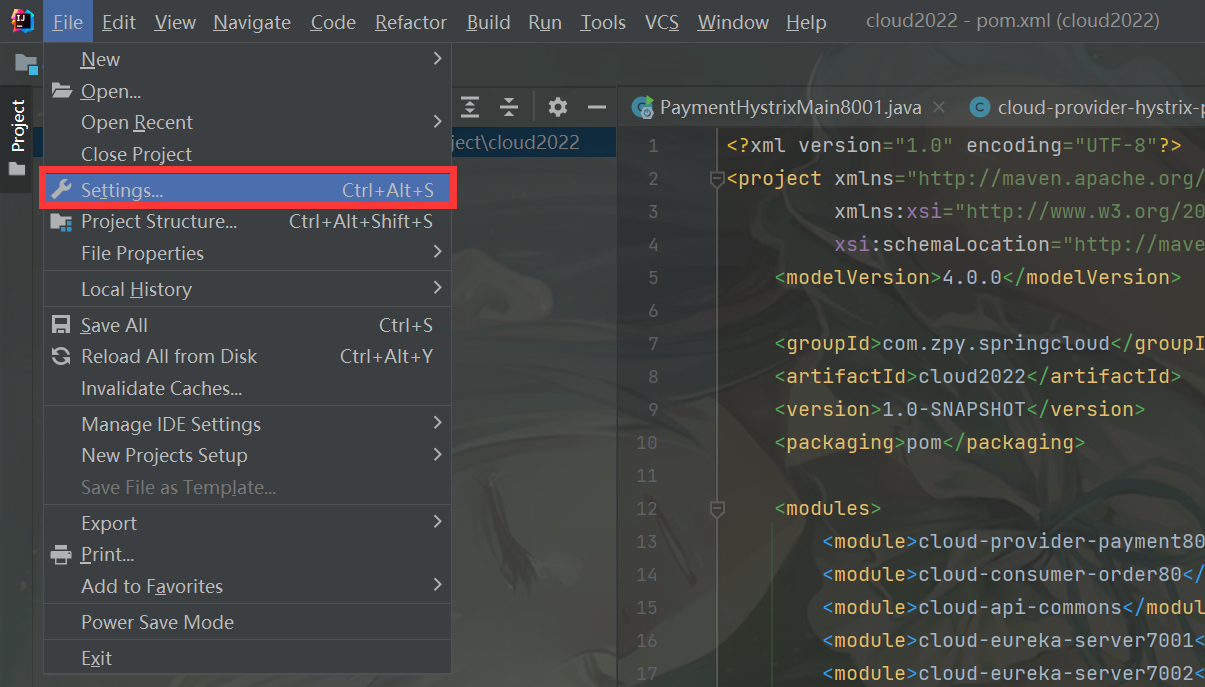 File Edit View Navigate Code Refactor Build Run Tools VCS Window Help cloud2022 - pom.xml (cloud2022)
Project
New
Open...
Open Recent
Close Project
Settings... Ctrl+Alt+S
Project Structure... Ctrl+Alt+Shift+S
File Properties
Local History
Save All Ctrl+S
Reload All from Disk Ctrl+Alt+Y
Invalidate Caches...
Manage IDE Settings
New Projects Setup
Save File as Template...
Export
Print...
Add to Favorites
Power Save Mode
Exit
ject\cloud2022
PaymentHystrixMain8001.java cloud-provider-hystrix-p
1 <?xml version="1.0" encoding="UTF-8"?>
2 <project xmlns="http://maven.apache.org/
3 xmlns:xsi="http://www.w3.org/20
4 xsi:schemaLocation="http://mave
5 <modelVersion>4.0.0</modelVersion>
6
7 <groupId>com.zpy.springcloud</groupI
8 <artifactId>cloud2022</artifactId>
9 <version>1.0-SNAPSHOT</version>
10 <packaging>pom</packaging>
11
12 <modules>
13 <module>cloud-provider-payment80
14 <module>cloud-consumer-order80</
15 <module>cloud-api-commons</modul
16 <module>cloud-eureka-server7001<
17 <module>cloud-eureka-server7002<